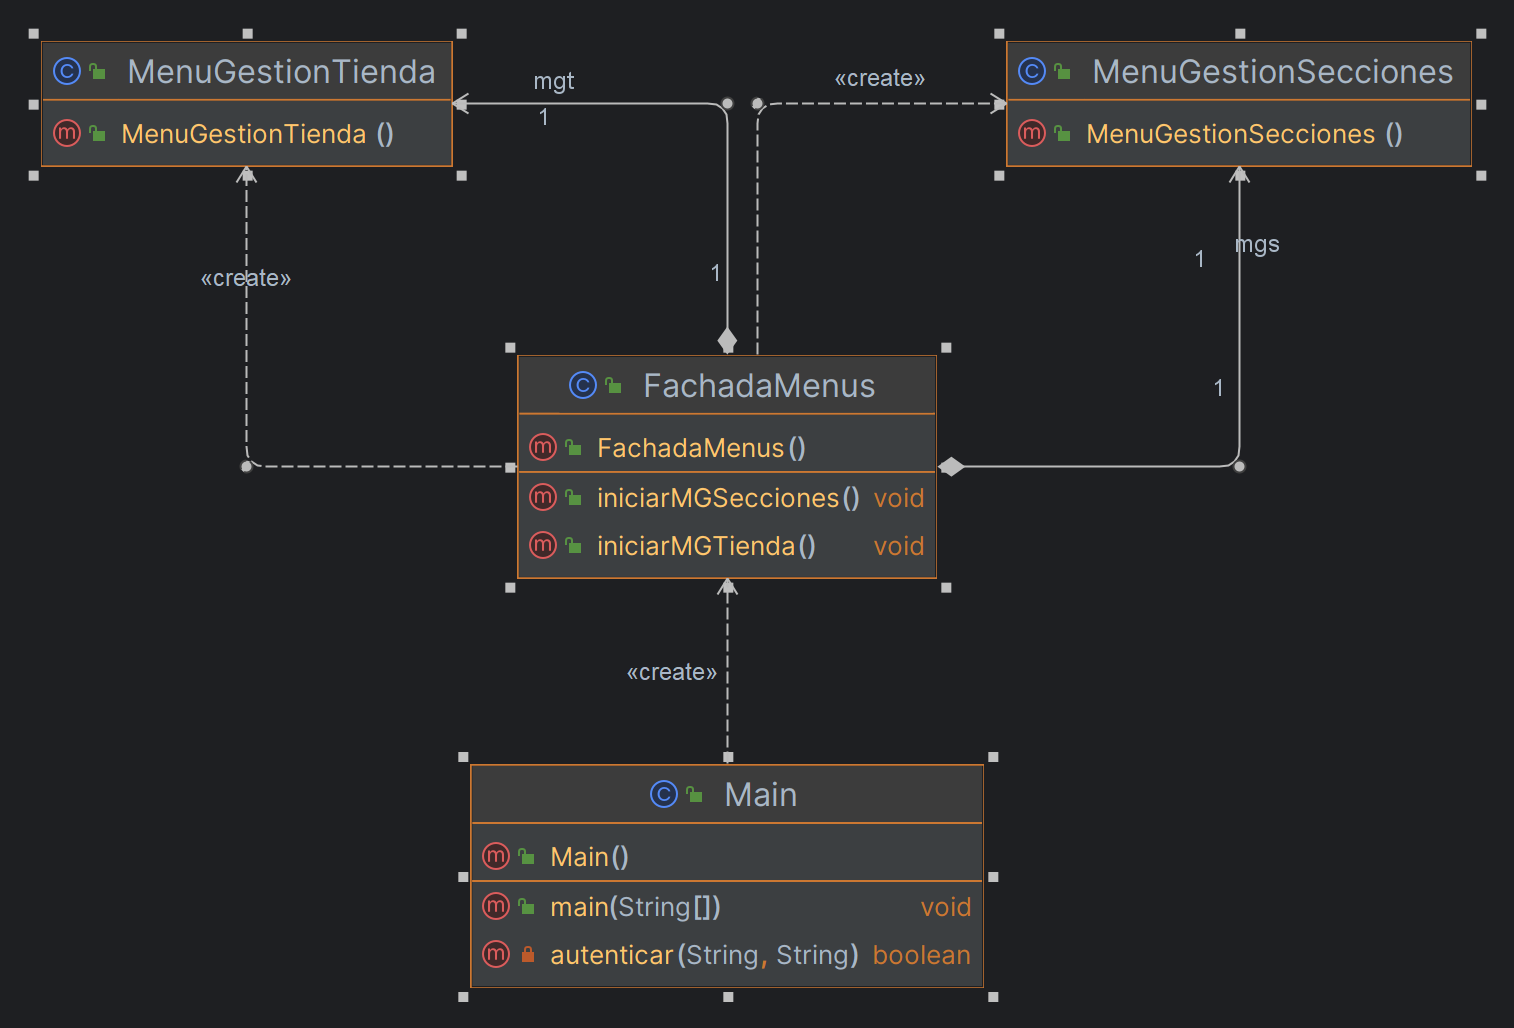 MenuGestionTienda
MenuGestionTienda ()
mgt
1
«create»
MenuGestionSecciones
MenuGestionSecciones ()
«create»
1
1
mgs
1
FachadaMenus
FachadaMenus()
iniciarMGSecciones() void
iniciarMGTienda() void
«create»
Main
Main()
main(String[]) void
autenticar(String, String) boolean